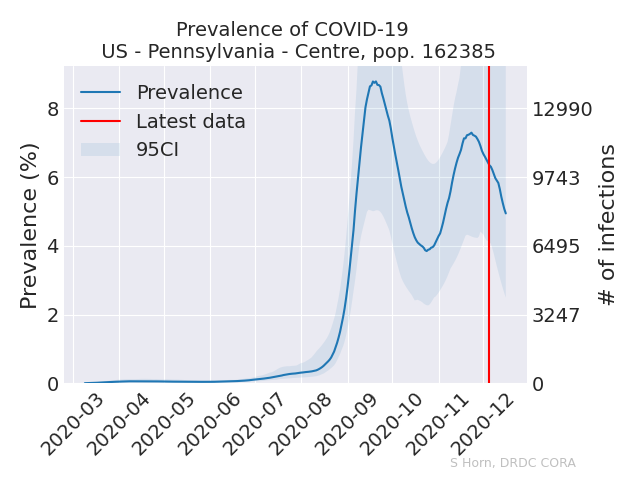 Prevalence of COVID-19
US - Pennsylvania - Centre, pop. 162385
Prevalence
Latest data
95CI
Prevalence (%)
8
6
4
2
0
12990
9743
6495
3247
0
# of infections
2020-03
2020-04
2020-05
2020-06
2020-07
2020-08
2020-09
2020-10
2020-11
2020-12
S Horn, DRDC CORA